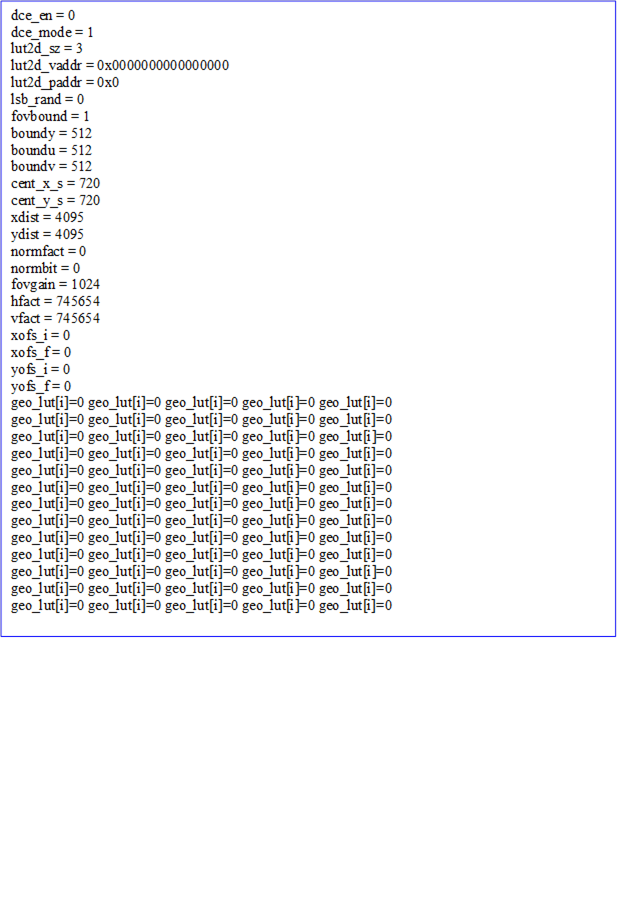 dce_en = 0
dce_mode = 1
lut2d_sz = 3
lut2d_vaddr = 0x0000000000000000
lut2d_paddr = 0x0
lsb_rand = 0
fovbound = 1
boundy = 512
boundu = 512
boundv = 512
cent_x_s = 720
cent_y_s = 720
xdist = 4095
ydist = 4095
normfact = 0
normbit = 0
fovgain = 1024
hfact = 745654
vfact = 745654
xofs_i = 0
xofs_f = 0
yofs_i = 0
yofs_f = 0
geo_lut[i]=0 geo_lut[i]=0 geo_lut[i]=0 geo_lut[i]=0 geo_lut[i]=0
geo_lut[i]=0 geo_lut[i]=0 geo_lut[i]=0 geo_lut[i]=0 geo_lut[i]=0
geo_lut[i]=0 geo_lut[i]=0 geo_lut[i]=0 geo_lut[i]=0 geo_lut[i]=0
geo_lut[i]=0 geo_lut[i]=0 geo_lut[i]=0 geo_lut[i]=0 geo_lut[i]=0
geo_lut[i]=0 geo_lut[i]=0 geo_lut[i]=0 geo_lut[i]=0 geo_lut[i]=0
geo_lut[i]=0 geo_lut[i]=0 geo_lut[i]=0 geo_lut[i]=0 geo_lut[i]=0
geo_lut[i]=0 geo_lut[i]=0 geo_lut[i]=0 geo_lut[i]=0 geo_lut[i]=0
geo_lut[i]=0 geo_lut[i]=0 geo_lut[i]=0 geo_lut[i]=0 geo_lut[i]=0
geo_lut[i]=0 geo_lut[i]=0 geo_lut[i]=0 geo_lut[i]=0 geo_lut[i]=0
geo_lut[i]=0 geo_lut[i]=0 geo_lut[i]=0 geo_lut[i]=0 geo_lut[i]=0
geo_lut[i]=0 geo_lut[i]=0 geo_lut[i]=0 geo_lut[i]=0 geo_lut[i]=0
geo_lut[i]=0 geo_lut[i]=0 geo_lut[i]=0 geo_lut[i]=0 geo_lut[i]=0
geo_lut[i]=0 geo_lut[i]=0 geo_lut[i]=0 geo_lut[i]=0 geo_lut[i]=0